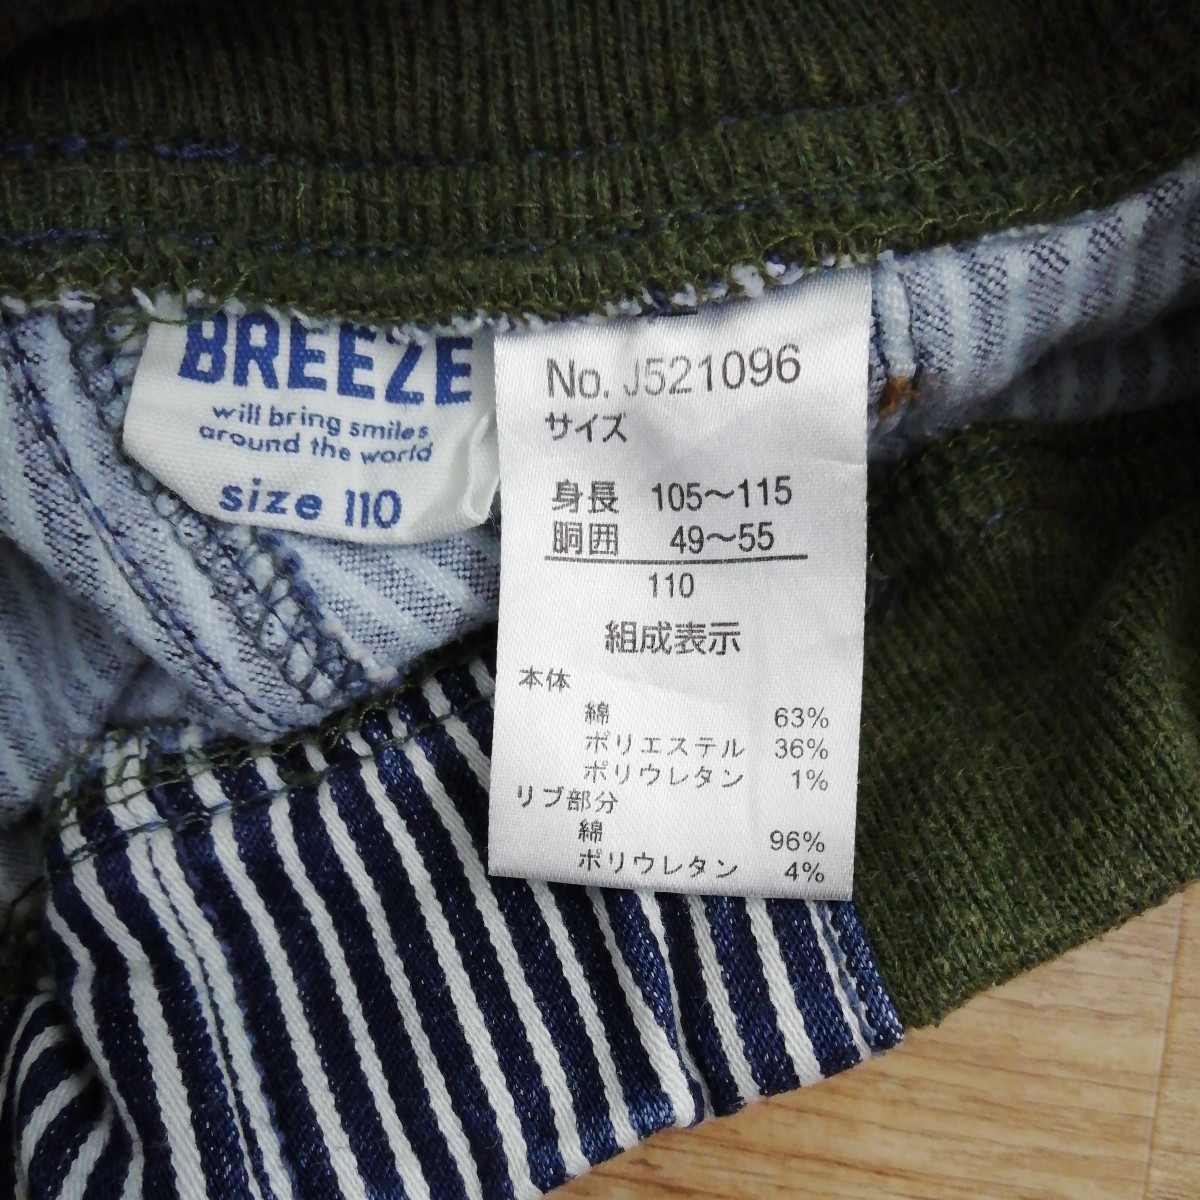 BREEZE
will bring smiles
around the world
size 110
No. J521096
サイズ
身長 105〜115
胴囲 49〜55
110
組成表示
本体
綿 63%
ポリエステル 36%
ポリウレタン 1%
リブ部分
綿 96%
ポリウレタン 4%